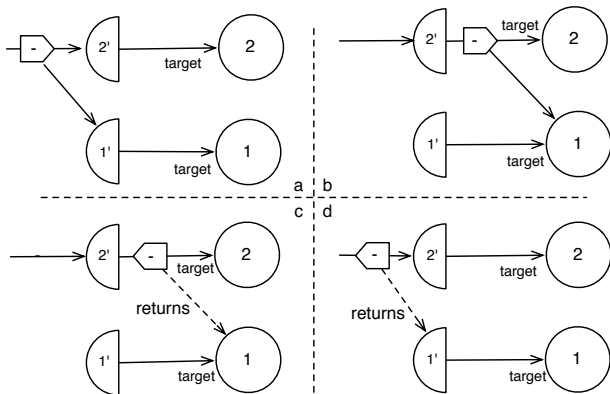 - 2' target 2
1' target 1
2' - target 2
1' target 1
a b
c d
2' - target 2
returns
1' target 1
- 2' target 2
returns
1' target 1